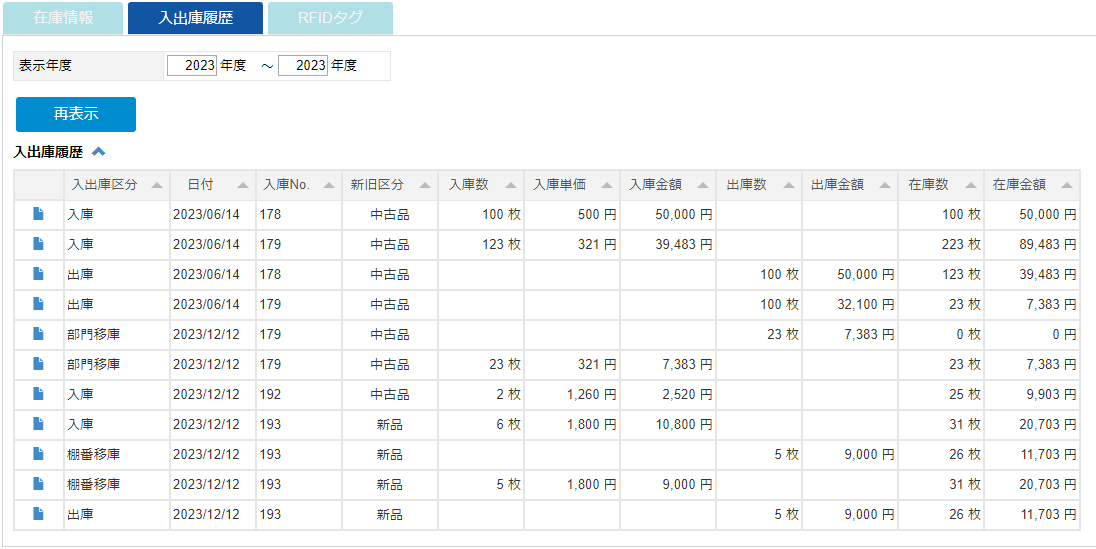 在庫情報 入出庫履歴 RFIDタグ
表示年度 2023 年度 ～ 2023 年度
再表示
入出庫履歴
入出庫区分 日付 入庫No. 新旧区分 入庫数 入庫単価 入庫金額 出庫数 出庫金額 在庫数 在庫金額
入庫 2023/06/14 178 中古品 100 枚 500 円 50,000 円 100 枚 50,000 円
入庫 2023/06/14 179 中古品 123 枚 321 円 39,483 円 223 枚 89,483 円
出庫 2023/06/14 178 中古品 100 枚 50,000 円 123 枚 39,483 円
出庫 2023/06/14 179 中古品 100 枚 32,100 円 23 枚 7,383 円
部門移庫 2023/12/12 179 中古品 23 枚 7,383 円 0 枚 0 円
部門移庫 2023/12/12 179 中古品 23 枚 321 円 7,383 円 23 枚 7,383 円
入庫 2023/12/12 192 中古品 2 枚 1,260 円 2,520 円 25 枚 9,903 円
入庫 2023/12/12 193 新品 6 枚 1,800 円 10,800 円 31 枚 20,703 円
棚番移庫 2023/12/12 193 新品 5 枚 9,000 円 26 枚 11,703 円
棚番移庫 2023/12/12 193 新品 5 枚 1,800 円 9,000 円 31 枚 20,703 円
出庫 2023/12/12 193 新品 5 枚 9,000 円 26 枚 11,703 円